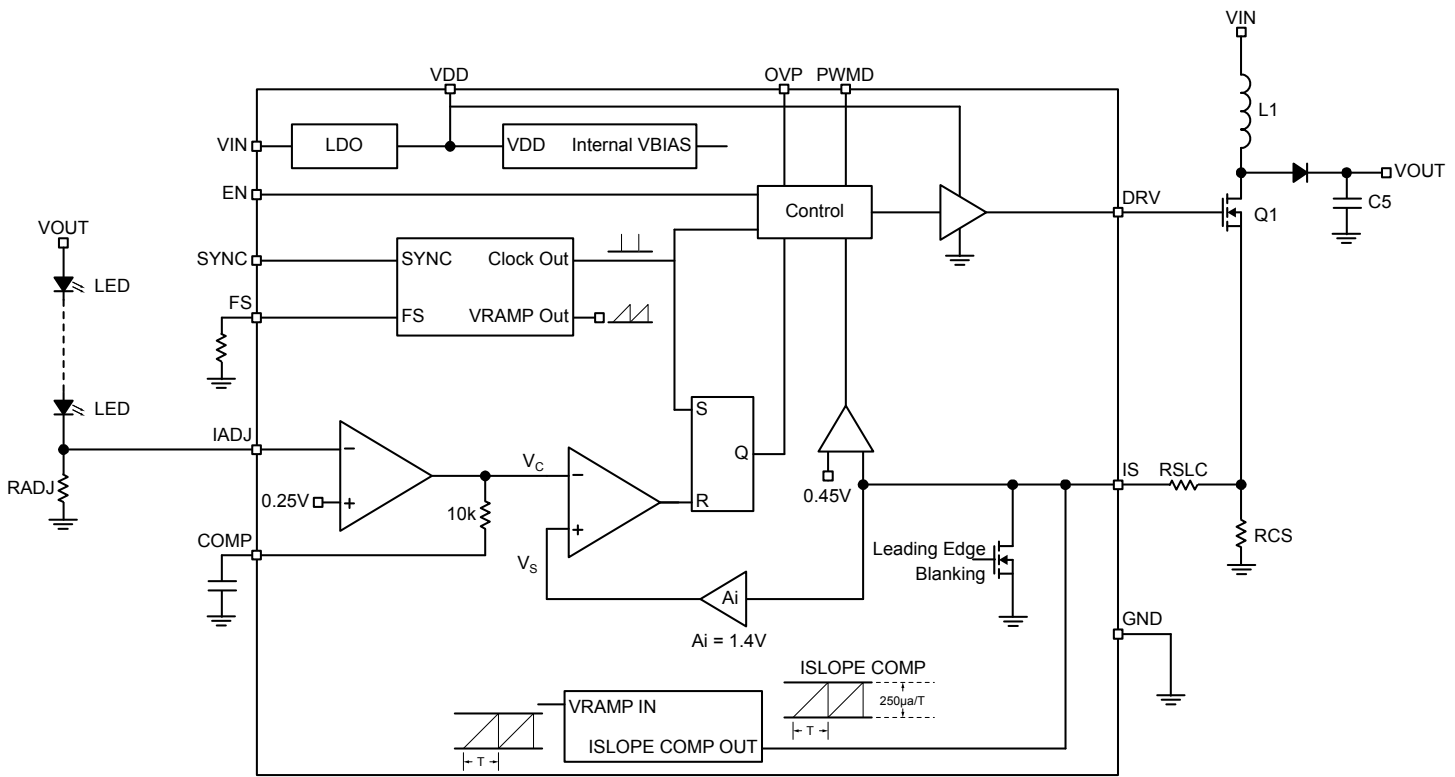 VIN
VDD
OVP
PWMD
L1
VIN
LDO
VDD
Internal VBIAS
EN
Control
DRV
VOUT
Q1
C5
VOUT
SYNC
SYNC
Clock Out
LED
FS
FS
VRAMP Out
LED
S
IADJ
Q
VC
IS
RSLC
RADJ
0.25V
0.45V
10k
R
RCS
COMP
Leading Edge
Blanking
VS
Ai
GND
Ai = 1.4V
ISLOPE COMP
250µa/T
VRAMP IN
T
ISLOPE COMP OUT
T